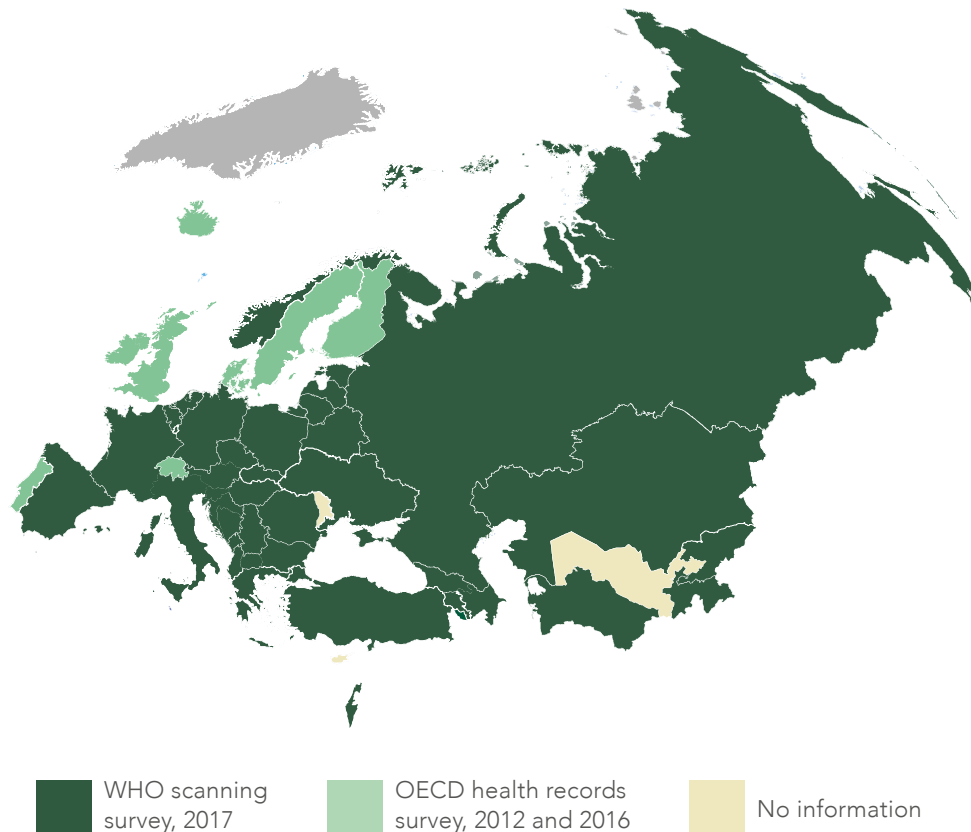 WHO scanning
survey, 2017
OECD health records
survey, 2012 and 2016
No information